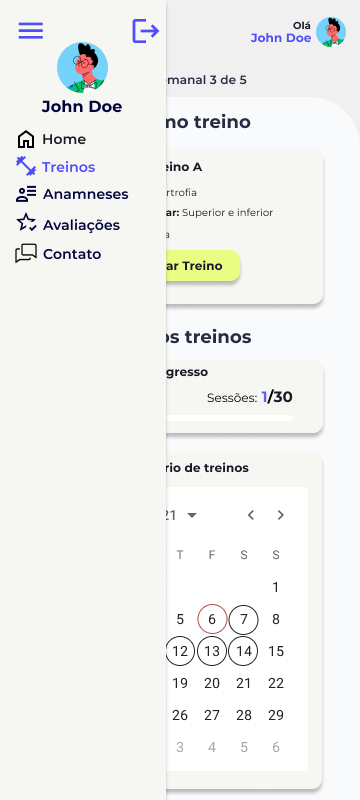 Olá
John Doe
John Doe
Home
Treinos
Anamneses
Avaliações
Contato
emanal 3 de 5
no treino
eino A
ertrofia
ar: Superior e inferior
a
ar Treino
os treinos
gresso
Sessões: 1/30
rio de treinos
21
T F S S
1
5 6 7 8
12 13 14 15
19 20 21 22
26 27 28 29
3 4 5 6